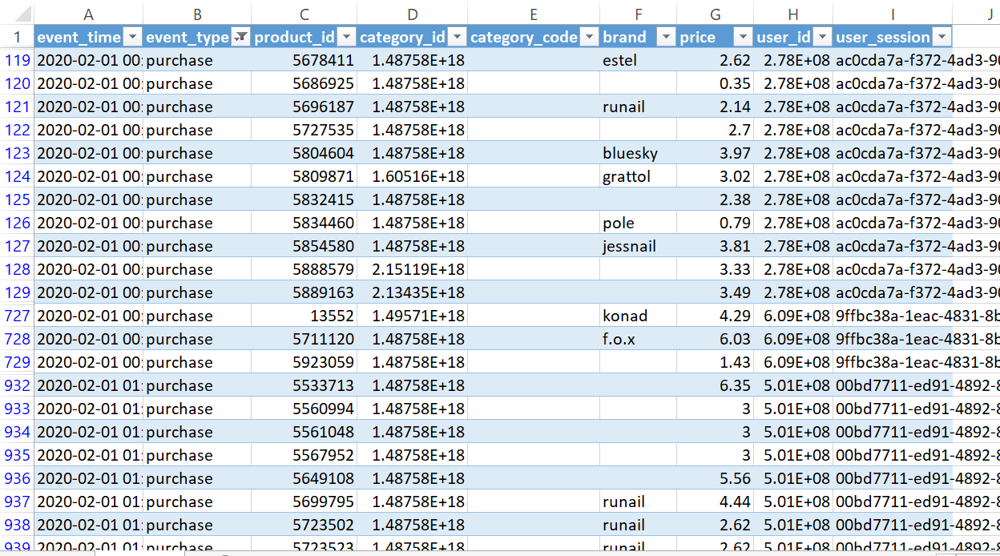 A B C D E F G H I J
1 event_time event_type product_id category_id category_code brand price user_id user_session
119 2020-02-01 00: purchase 5678411 1.48758E+18 estel 2.62 2.78E+08 ac0cda7a-f372-4ad3-90
120 2020-02-01 00: purchase 5686925 1.48758E+18 0.35 2.78E+08 ac0cda7a-f372-4ad3-90
121 2020-02-01 00: purchase 5696187 1.48758E+18 runail 2.14 2.78E+08 ac0cda7a-f372-4ad3-90
122 2020-02-01 00: purchase 5727535 1.48758E+18 2.7 2.78E+08 ac0cda7a-f372-4ad3-90
123 2020-02-01 00: purchase 5804604 1.48758E+18 bluesky 3.97 2.78E+08 ac0cda7a-f372-4ad3-90
124 2020-02-01 00: purchase 5809871 1.60516E+18 grattol 3.02 2.78E+08 ac0cda7a-f372-4ad3-90
125 2020-02-01 00: purchase 5832415 1.48758E+18 2.38 2.78E+08 ac0cda7a-f372-4ad3-90
126 2020-02-01 00: purchase 5834460 1.48758E+18 pole 0.79 2.78E+08 ac0cda7a-f372-4ad3-90
127 2020-02-01 00: purchase 5854580 1.48758E+18 jessnail 3.81 2.78E+08 ac0cda7a-f372-4ad3-90
128 2020-02-01 00: purchase 5888579 2.15119E+18 3.33 2.78E+08 ac0cda7a-f372-4ad3-90
129 2020-02-01 00: purchase 5889163 2.13435E+18 3.49 2.78E+08 ac0cda7a-f372-4ad3-90
727 2020-02-01 00: purchase 13552 1.49571E+18 konad 4.29 6.09E+08 9ffbc38a-1eac-4831-8b
728 2020-02-01 00: purchase 5711120 1.48758E+18 f.o.x 6.03 6.09E+08 9ffbc38a-1eac-4831-8b
729 2020-02-01 00: purchase 5923059 1.48758E+18 1.43 6.09E+08 9ffbc38a-1eac-4831-8b
932 2020-02-01 01: purchase 5533713 1.48758E+18 6.35 5.01E+08 00bd7711-ed91-4892-8
933 2020-02-01 01: purchase 5560994 1.48758E+18 3 5.01E+08 00bd7711-ed91-4892-8
934 2020-02-01 01: purchase 5561048 1.48758E+18 3 5.01E+08 00bd7711-ed91-4892-8
935 2020-02-01 01: purchase 5567952 1.48758E+18 3 5.01E+08 00bd7711-ed91-4892-8
936 2020-02-01 01: purchase 5649108 1.48758E+18 5.56 5.01E+08 00bd7711-ed91-4892-8
937 2020-02-01 01: purchase 5699795 1.48758E+18 runail 4.44 5.01E+08 00bd7711-ed91-4892-8
938 2020-02-01 01: purchase 5723502 1.48758E+18 runail 2.62 5.01E+08 00bd7711-ed91-4892-8
939 2020-02-01 01: purchase 5723523 1.48758E+18 runail 2.62 5.01E+08 00bd7711-ed91-4892-8